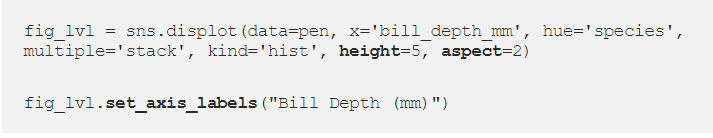 fig_lvl = sns.displot(data=pen, x='bill_depth_mm', hue='species',
multiple='stack', kind='hist', height=5, aspect=2)
fig_lvl.set_axis_labels("Bill Depth (mm)")